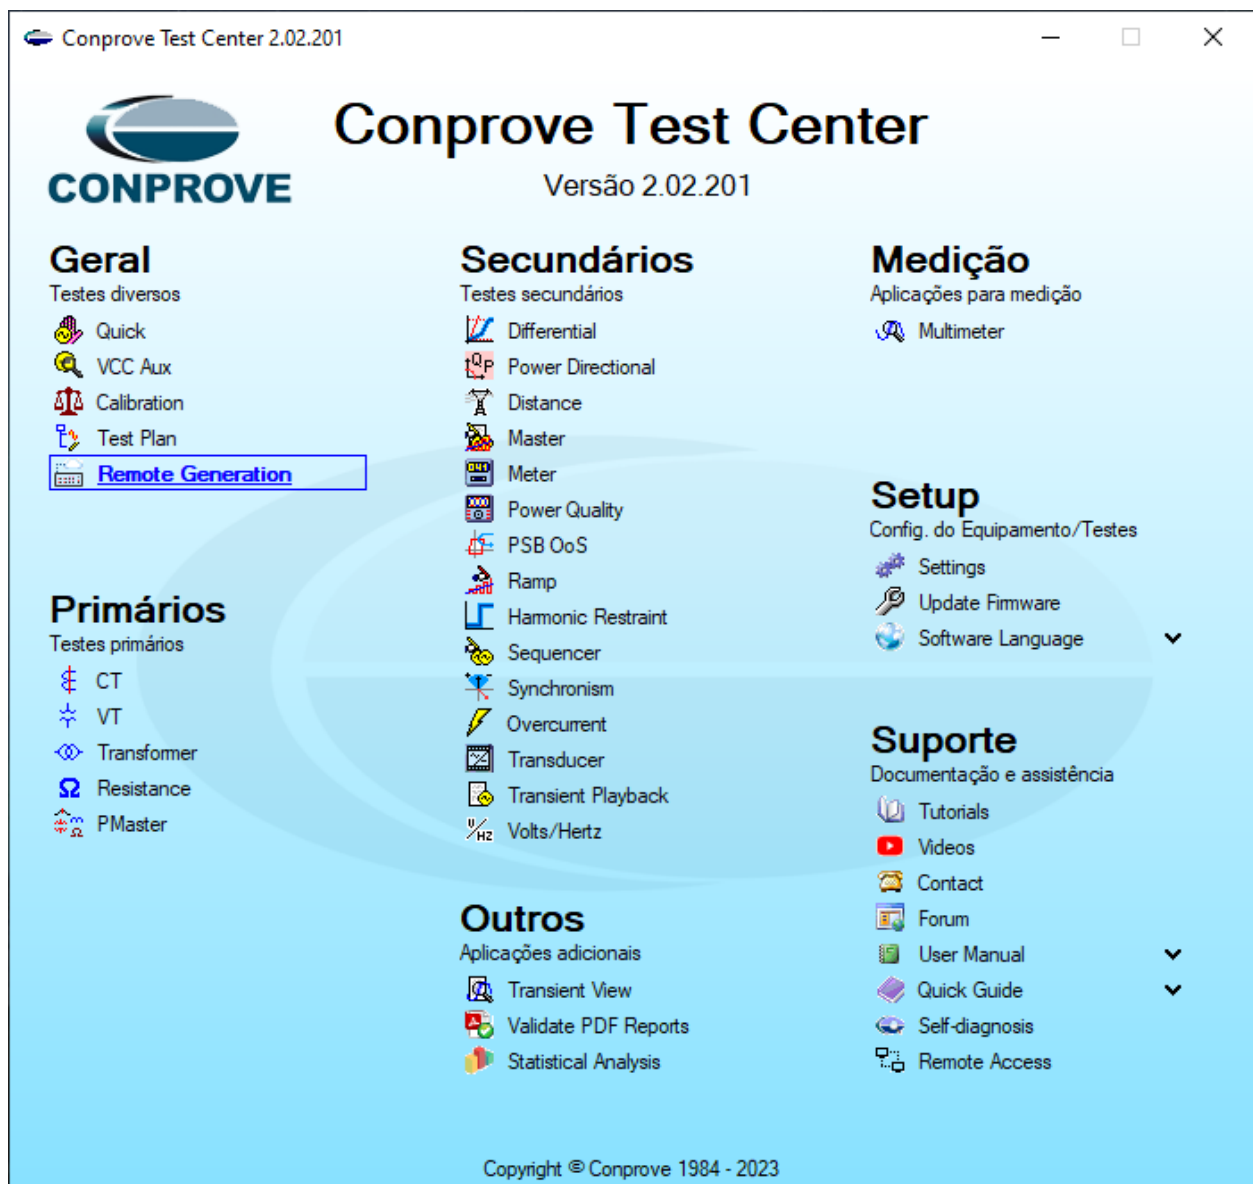 Conprove Test Center 2.02.201
CONPROVE
Conprove Test Center
Versão 2.02.201
Geral
Testes diversos
Quick
VCC Aux
Calibration
Test Plan
Remote Generation
Primários
Testes primários
CT
VT
Transformer
Resistance
PMaster
Secundários
Testes secundários
Differential
Power Directional
Distance
Master
Meter
Power Quality
PSB OoS
Ramp
Harmonic Restraint
Sequencer
Synchronism
Overcurrent
Transducer
Transient Playback
Volts/Hertz
Outros
Aplicações adicionais
Transient View
Validate PDF Reports
Statistical Analysis
Medição
Aplicações para medição
Multimeter
Setup
Config. do Equipamento/Testes
Settings
Update Firmware
Software Language
Suporte
Documentação e assistência
Tutorials
Videos
Contact
Forum
User Manual
Quick Guide
Self-diagnosis
Remote Access
Copyright © Conprove 1984 - 2023